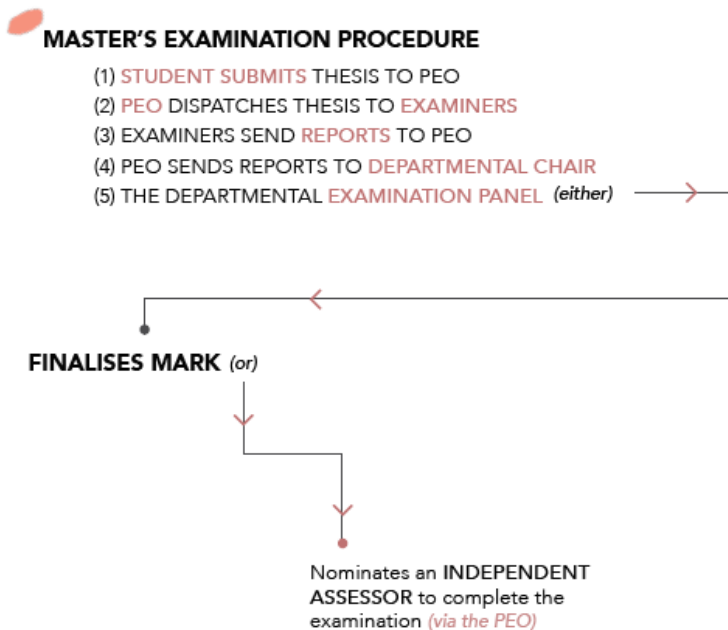 MASTER'S EXAMINATION PROCEDURE
(1) STUDENT SUBMITS THESIS TO PEO
(2) PEO DISPATCHES THESIS TO EXAMINERS
(3) EXAMINERS SEND REPORTS TO PEO
(4) PEO SENDS REPORTS TO DEPARTMENTAL CHAIR
(5) THE DEPARTMENTAL EXAMINATION PANEL (either)
FINALISES MARK (or)
Nominates an INDEPENDENT
ASSESSOR to complete the
examination (via the PEO)